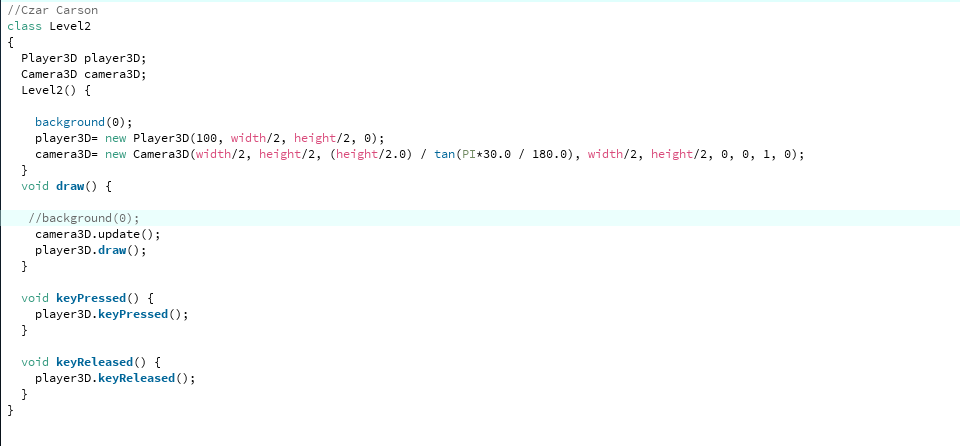 //Czar Carson
class Level2
{
  Player3D player3D;
  Camera3D camera3D;
  Level2() {

    background(0);
    player3D= new Player3D(100, width/2, height/2, 0);
    camera3D= new Camera3D(width/2, height/2, (height/2.0) / tan(PI*30.0 / 180.0), width/2, height/2, 0, 0, 1, 0);
  }
  void draw() {

   //background(0);
    camera3D.update();
    player3D.draw();
  }

  void keyPressed() {
    player3D.keyPressed();
  }

  void keyReleased() {
    player3D.keyReleased();
  }
}